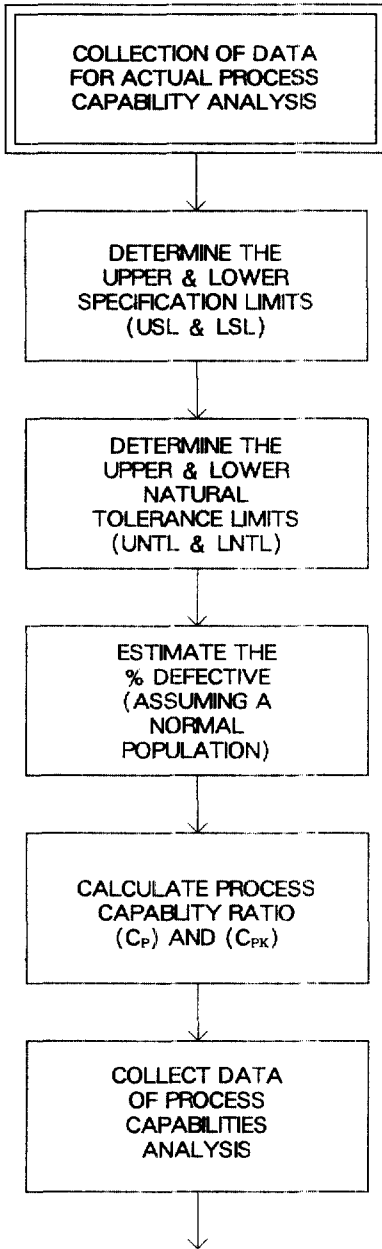 COLLECTION OF DATA
FOR ACTUAL PROCESS
CAPABILITY ANALYSIS
DETERMINE THE
UPPER & LOWER
SPECIFICATION LIMITS
(USL & LSL)
DETERMINE THE
UPPER & LOWER
NATURAL
TOLERANCE LIMITS
(UNTL & LNTL)
ESTIMATE THE
% DEFECTIVE
(ASSUMING A
NORMAL
POPULATION)
CALCULATE PROCESS
CAPABLITY RATIO
(CP) AND (CPK)
COLLECT DATA
OF PROCESS
CAPABILITIES
ANALYSIS